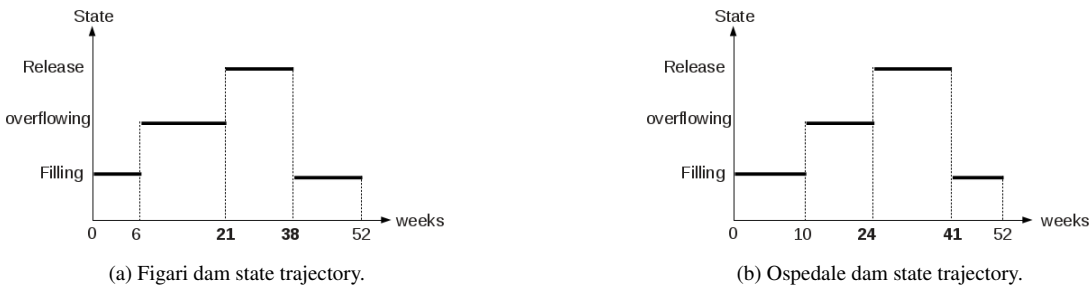 State
Release
overflowing
Filling
weeks
0 6 21 38 52
(a) Figari dam state trajectory.
State
Release
overflowing
Filling
weeks
0 10 24 41 52
(b) Ospedale dam state trajectory.